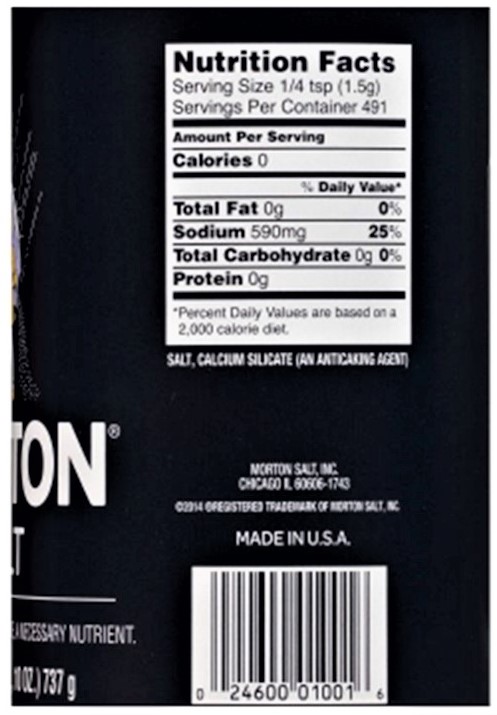 Nutrition Facts
Serving Size 1/4 tsp (1.5g)
Servings Per Container 491
Amount Per Serving
Calories 0
% Daily Value*
Total Fat 0g 0%
Sodium 590mg 25%
Total Carbohydrate 0g 0%
Protein 0g
*Percent Daily Values are based on a
2,000 calorie diet.
SALT, CALCIUM SILICATE (AN ANTICAKING AGENT)
TON®
MORTON SALT, INC.
CHICAGO IL 60606-1743
©2014 ®REGISTERED TRADEMARK OF MORTON SALT, INC.
MADE IN U.S.A.
LT
A NECESSARY NUTRIENT.
10 OZ.) 737 g
0 24600 01001 6